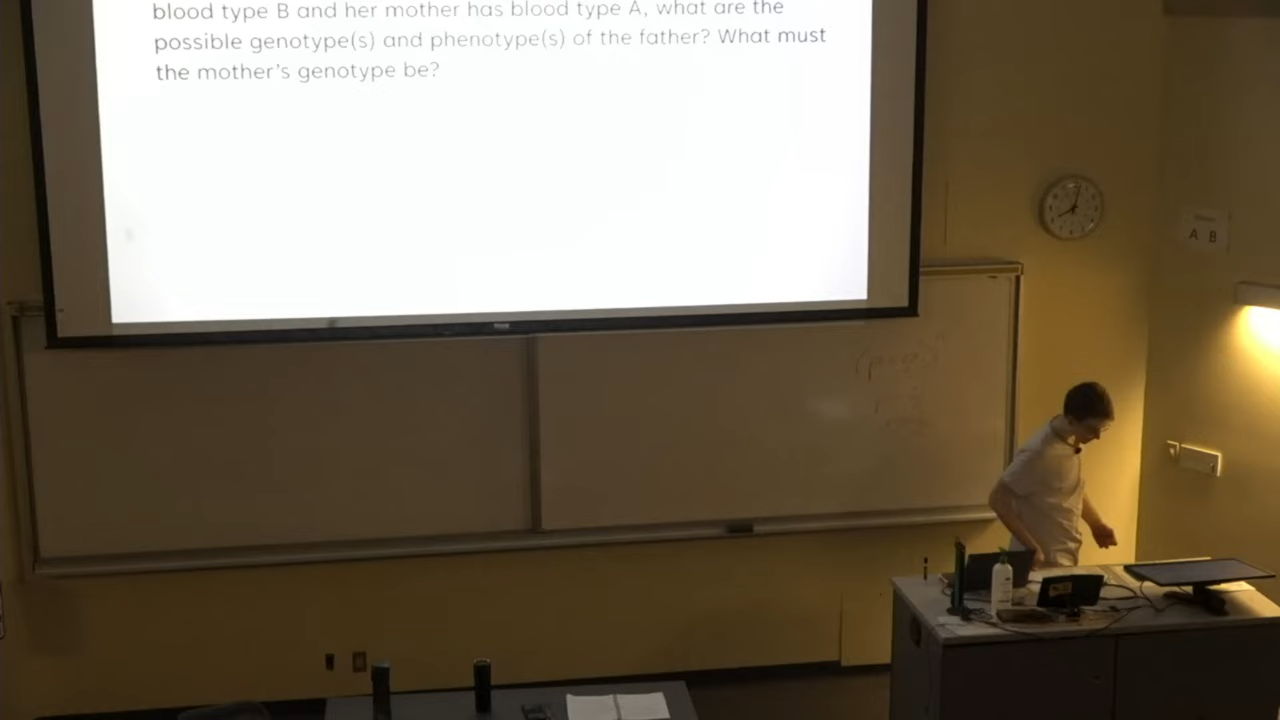 blood type B and her mother has blood type A, what are the
possible genotype(s) and phenotype(s) of the father? What must
the mother's genotype be?
A B